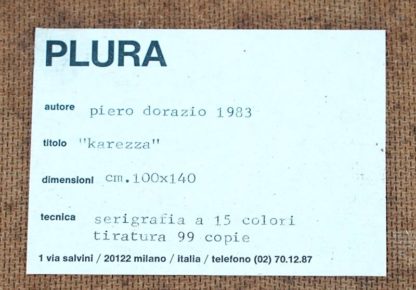 PLURA
autore piero dorazio 1983
titolo "karezza"
dimensioni cm.100x140
tecnica serigrafia a 15 colori
tiratura 99 copie
1 via salvini / 20122 milano / italia / telefono (02) 70.12.87